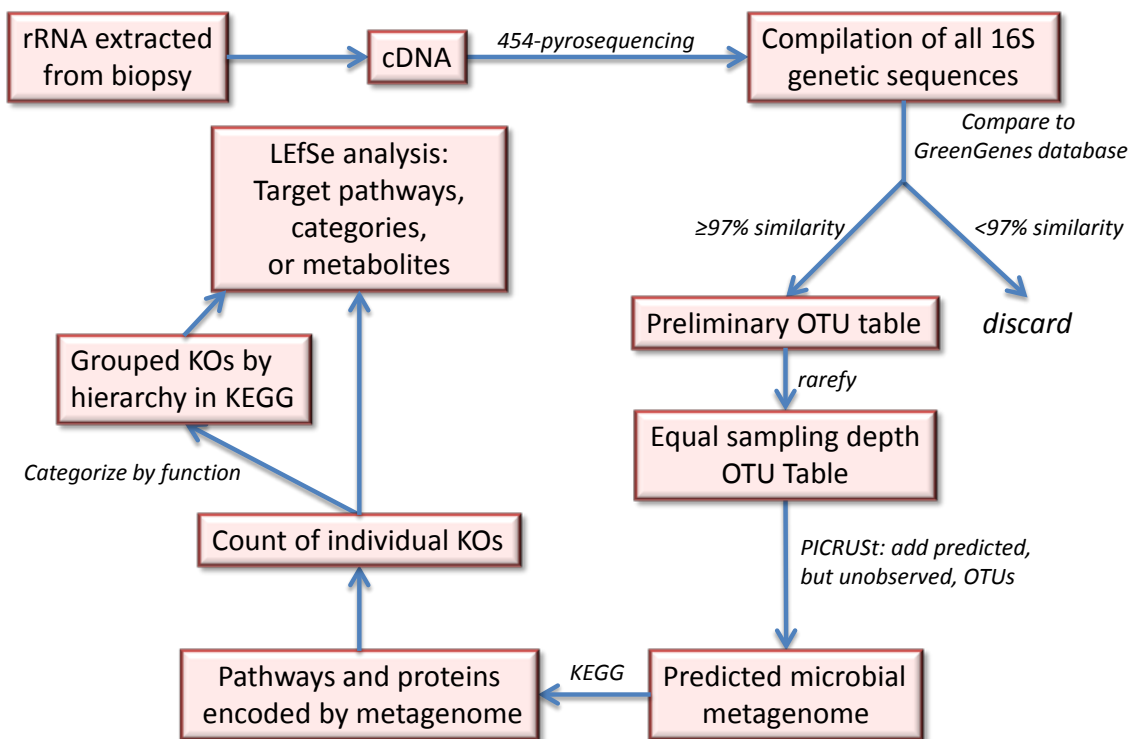 rRNA extracted
from biopsy
cDNA
454-pyrosequencing
Compilation of all 16S
genetic sequences
Compare to
GreenGenes database
≥97% similarity
<97% similarity
Preliminary OTU table
discard
rarefy
Equal sampling depth
OTU Table
PICRUSt: add predicted,
but unobserved, OTUs
Predicted microbial
metagenome
KEGG
Pathways and proteins
encoded by metagenome
Count of individual KOs
Categorize by function
Grouped KOs by
hierarchy in KEGG
LEfSe analysis:
Target pathways,
categories,
or metabolites